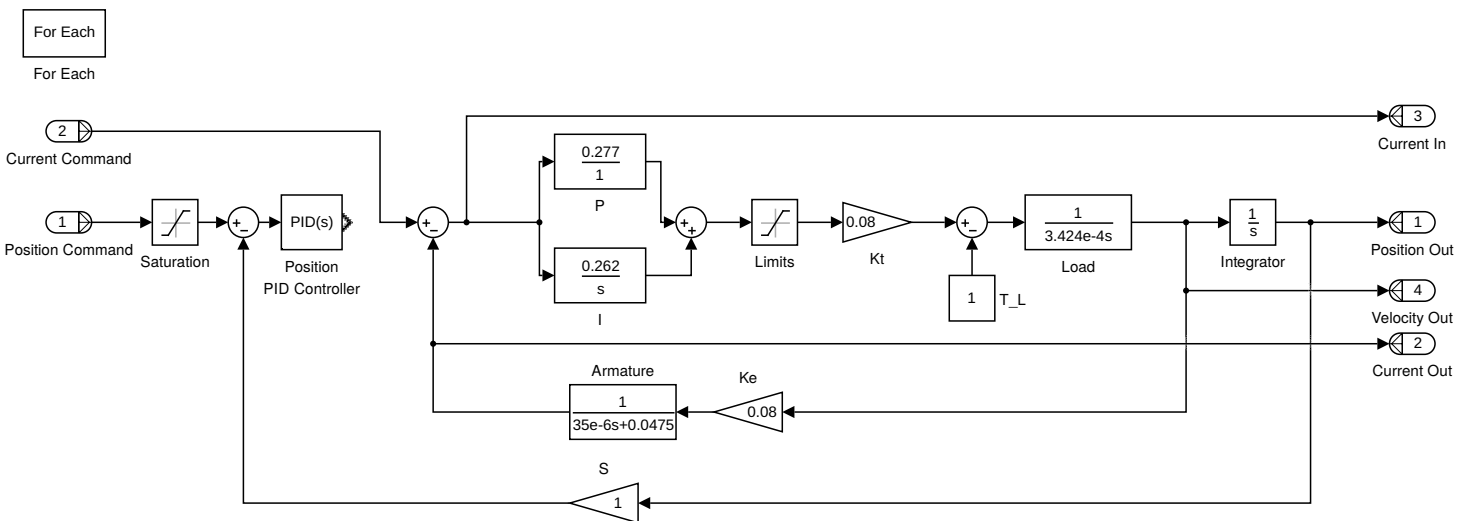 For Each
For Each
2
Current Command
3
Current In
0.277
1
P
1
Position Command
Saturation
+
−
PID(s)
Position
PID Controller
+
−
+
+
Limits
0.08
Kt
+
−
1
3.424e-4s
Load
1
s
Integrator
1
Position Out
0.262
s
I
1
T_L
4
Velocity Out
2
Current Out
Armature
1
35e-6s+0.0475
Ke
0.08
S
1